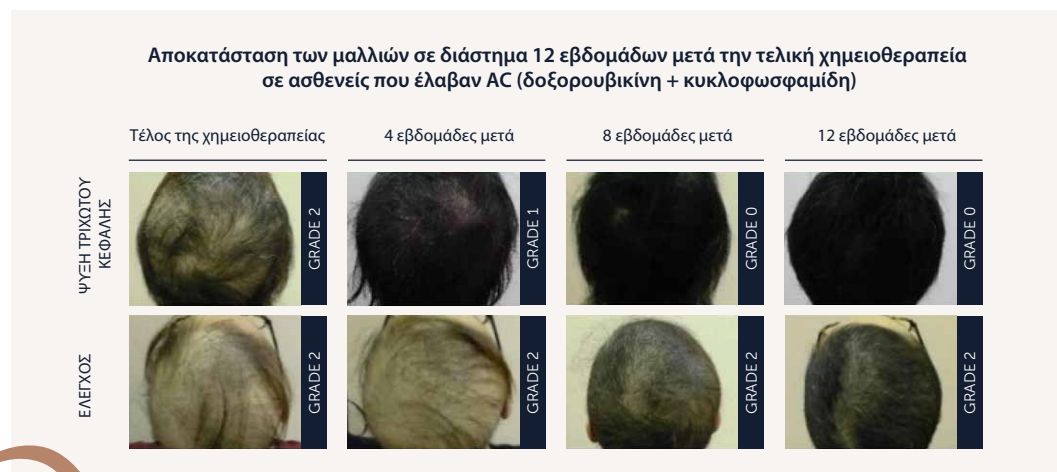 Αποκατάσταση των μαλλιών σε διάστημα 12 εβδομάδων μετά την τελική χημειοθεραπεία
σε ασθενείς που έλαβαν AC (δοξορουβικίνη + κυκλοφωσφαμίδη)
Τέλος της χημειοθεραπείας
4 εβδομάδες μετά
8 εβδομάδες μετά
12 εβδομάδες μετά
ΨΥΞΗ ΤΡΙΧΩΤΟΥ
ΚΕΦΑΛΗΣ
GRADE 2
GRADE 1
GRADE 0
GRADE 0
ΕΛΕΓΧΟΣ
GRADE 2
GRADE 2
GRADE 2
GRADE 2